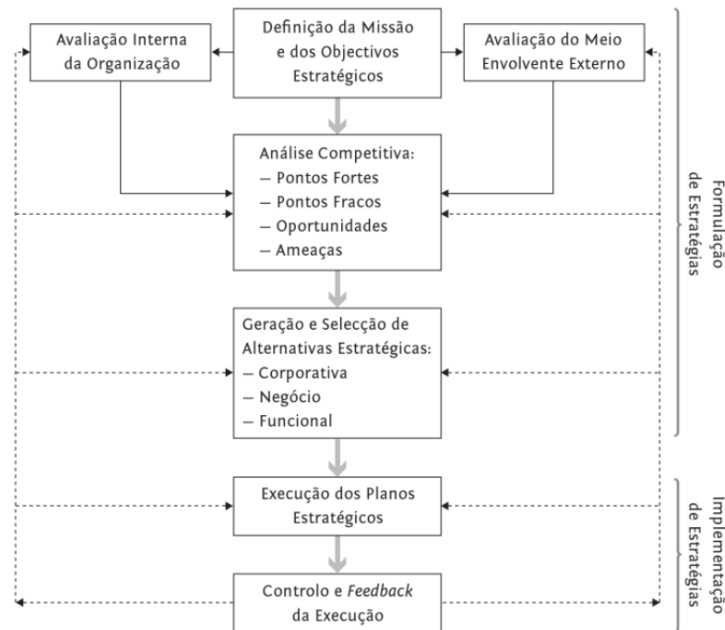 Definição da Missão
e dos Objectivos
Estratégicos
Avaliação Interna
da Organização
Avaliação do Meio
Envolvente Externo
Análise Competitiva:
– Pontos Fortes
– Pontos Fracos
– Oportunidades
– Ameaças
Geração e Selecção de
Alternativas Estratégicas:
– Corporativa
– Negócio
– Funcional
Formulação
de Estratégias
Execução dos Planos
Estratégicos
Controlo e Feedback
da Execução
Implementação
de Estratégias